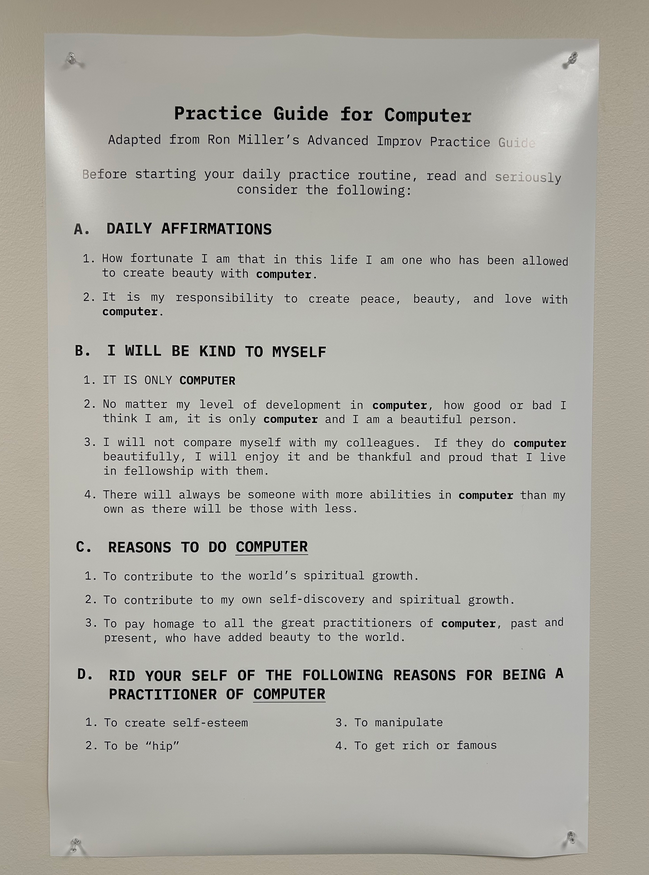 Practice Guide for Computer
Adapted from Ron Miller's Advanced Improv Practice Guide
Before starting your daily practice routine, read and seriously
consider the following:
A. DAILY AFFIRMATIONS
1. How fortunate I am that in this life I am one who has been allowed
to create beauty with computer.
2. It is my responsibility to create peace, beauty, and love with
computer.
B. I WILL BE KIND TO MYSELF
1. IT IS ONLY COMPUTER
2. No matter my level of development in computer, how good or bad I
think I am, it is only computer and I am a beautiful person.
3. I will not compare myself with my colleagues. If they do computer
beautifully, I will enjoy it and be thankful and proud that I live
in fellowship with them.
4. There will always be someone with more abilities in computer than my
own as there will be those with less.
C. REASONS TO DO COMPUTER
1. To contribute to the world's spiritual growth.
2. To contribute to my own self-discovery and spiritual growth.
3. To pay homage to all the great practitioners of computer, past and
present, who have added beauty to the world.
D. RID YOUR SELF OF THE FOLLOWING REASONS FOR BEING A
PRACTITIONER OF COMPUTER
1. To create self-esteem
2. To be “hip”
3. To manipulate
4. To get rich or famous